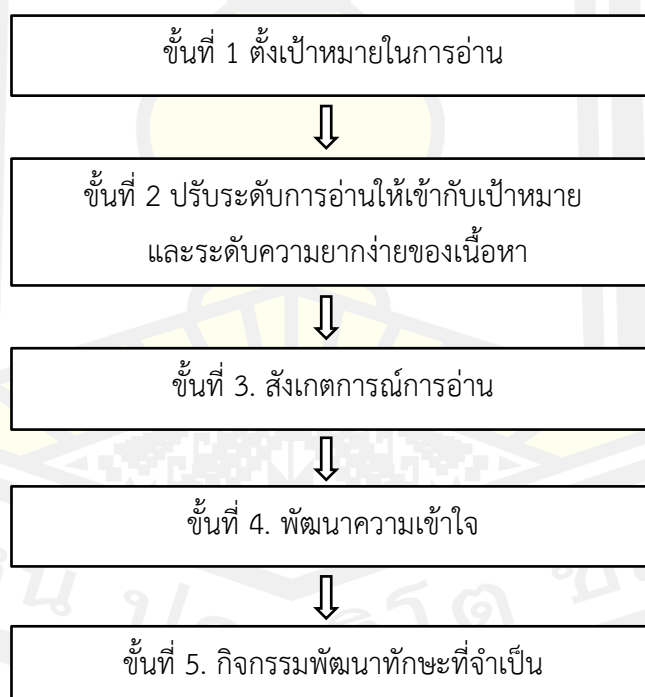 ขั้นที่ 1 ตั้งเป้าหมายในการอ่าน
ขั้นที่ 2 ปรับระดับการอ่านให้เข้ากับเป้าหมาย
และระดับความยากง่ายของเนื้อหา
ขั้นที่ 3. สังเกตการณ์การอ่าน
ขั้นที่ 4. พัฒนาความเข้าใจ
ขั้นที่ 5. กิจกรรมพัฒนาทักษะที่จำเป็น